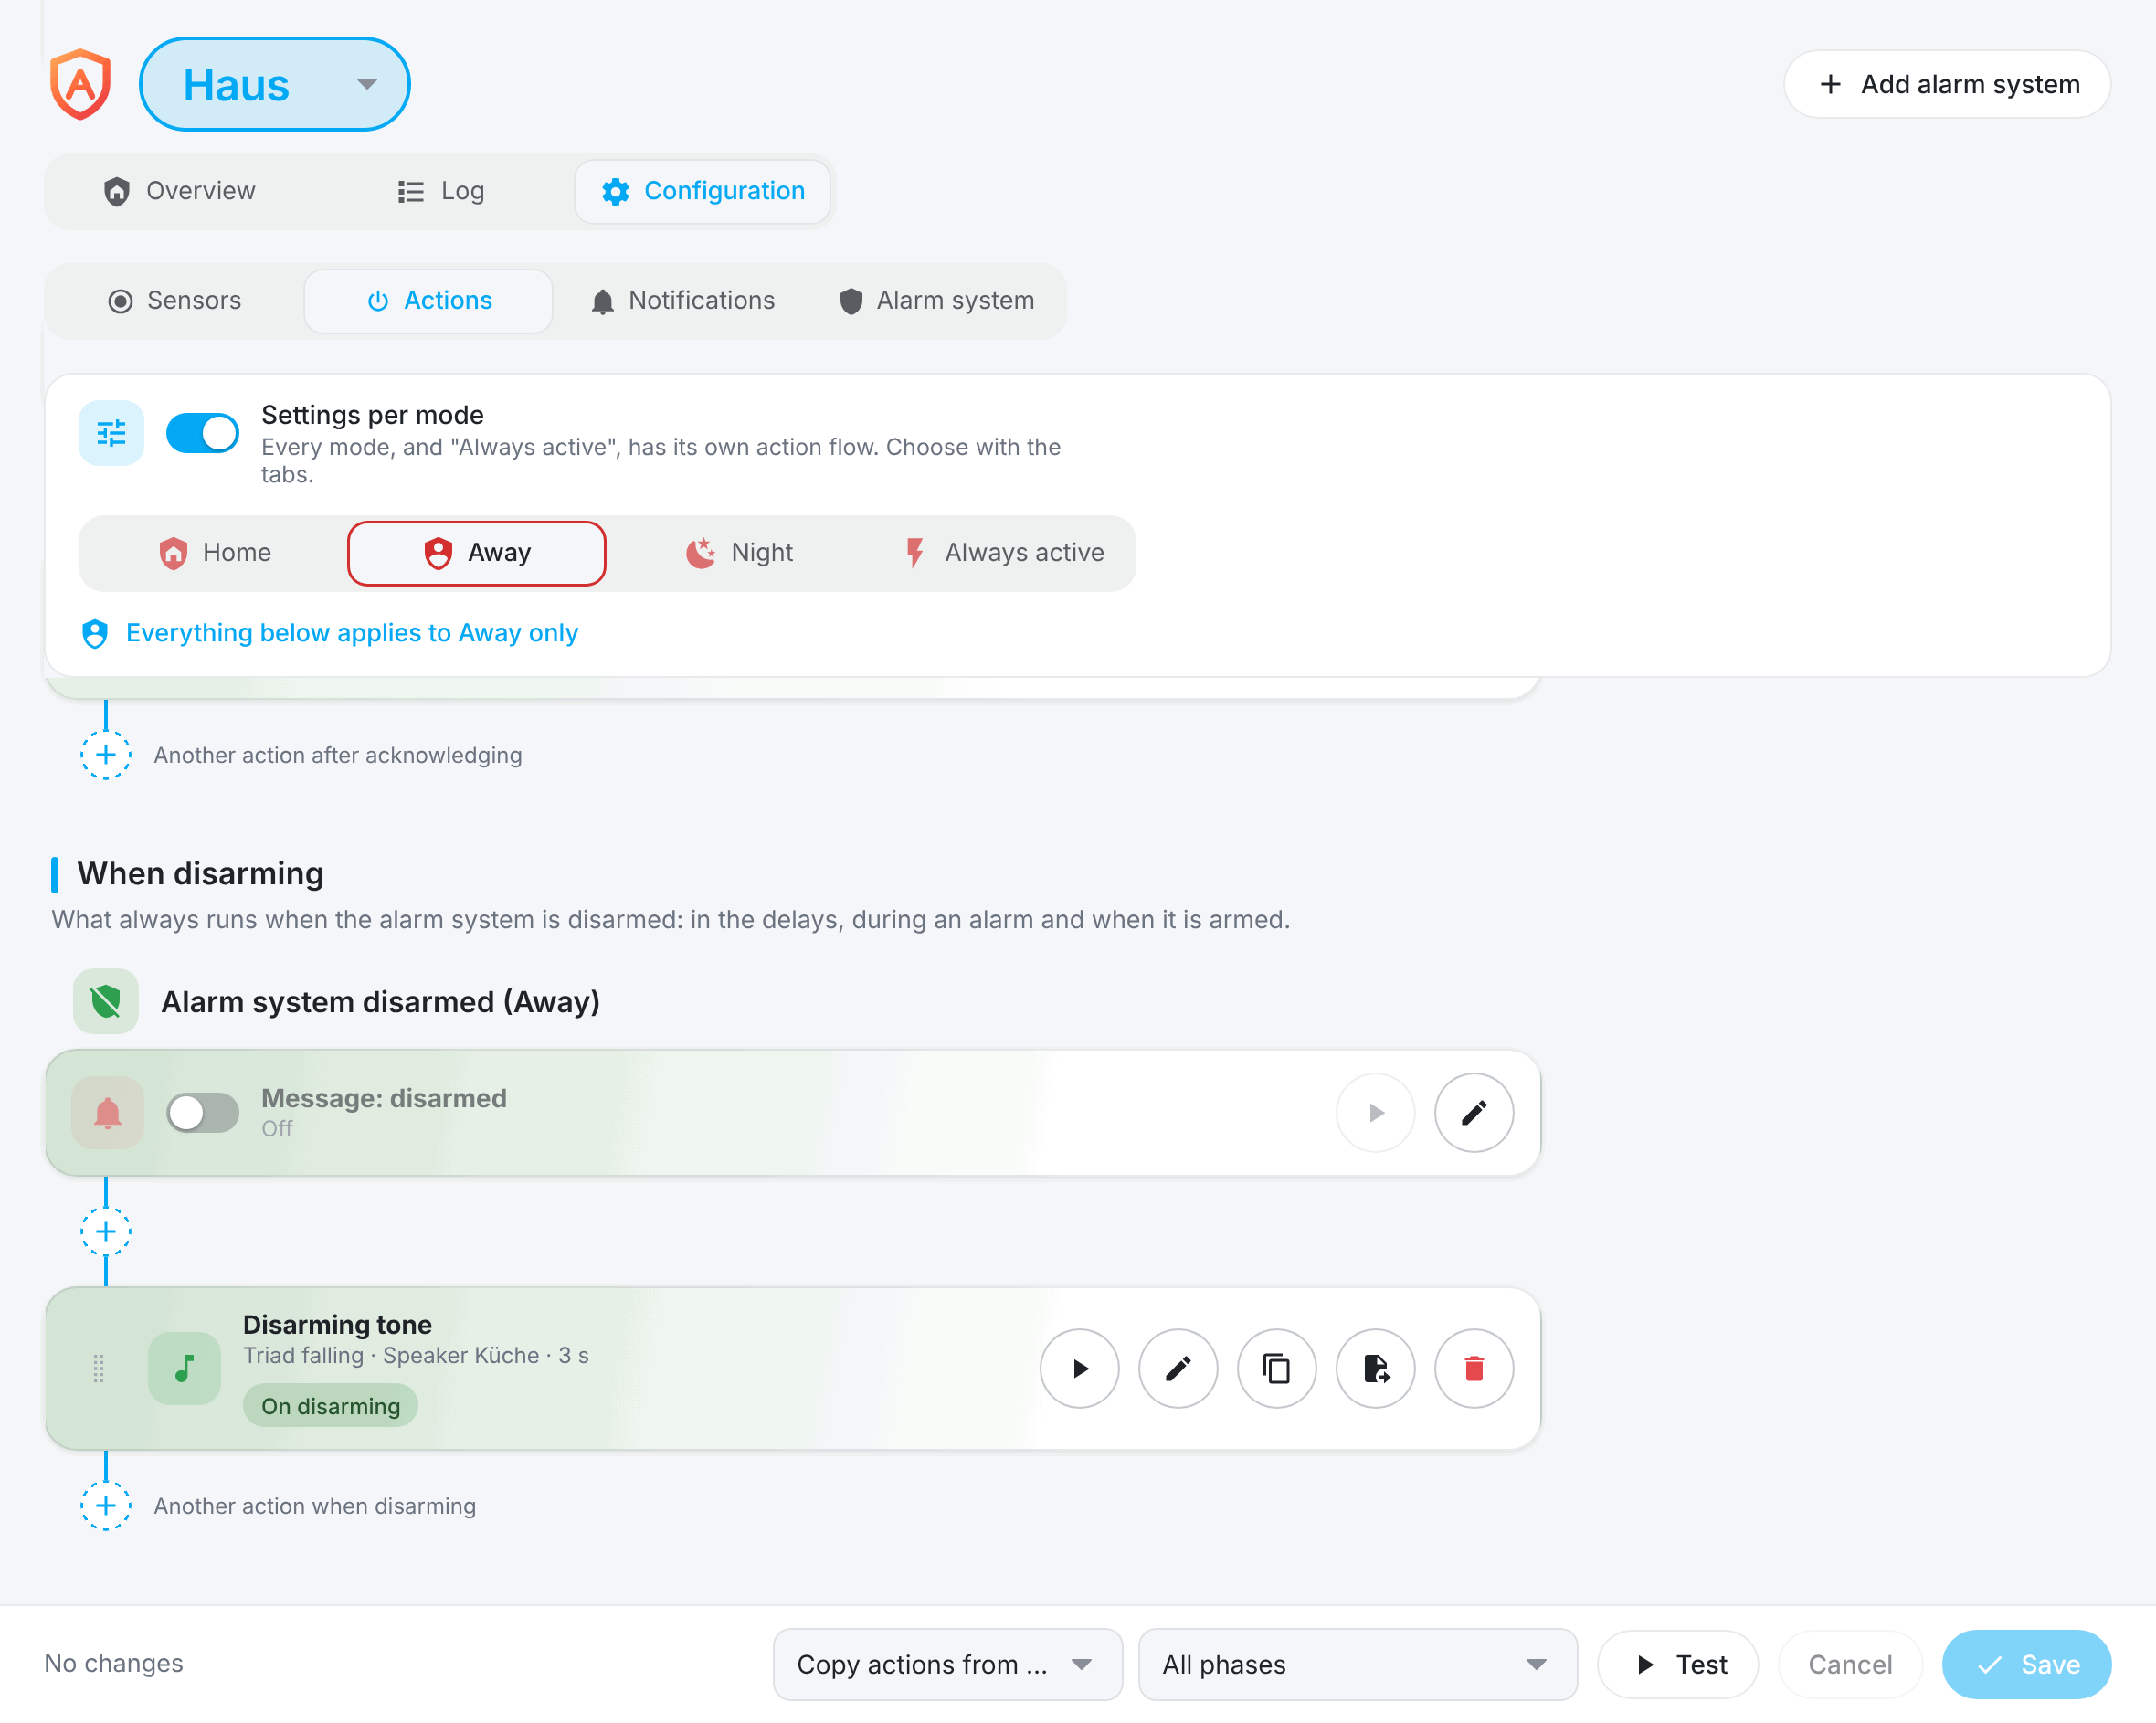 Haus
Add alarm system
Overview
Log
Configuration
Sensors
Actions
Notifications
Alarm system
Settings per mode
Every mode, and "Always active", has its own action flow. Choose with the
tabs.
Home
Away
Night
Always active
Everything below applies to Away only
Another action after acknowledging
When disarming
What always runs when the alarm system is disarmed: in the delays, during an alarm and when it is armed.
Alarm system disarmed (Away)
Message: disarmed
Off
Disarming tone
Triad falling · Speaker Küche · 3 s
On disarming
Another action when disarming
No changes
Copy actions from ...
All phases
Test
Cancel
Save